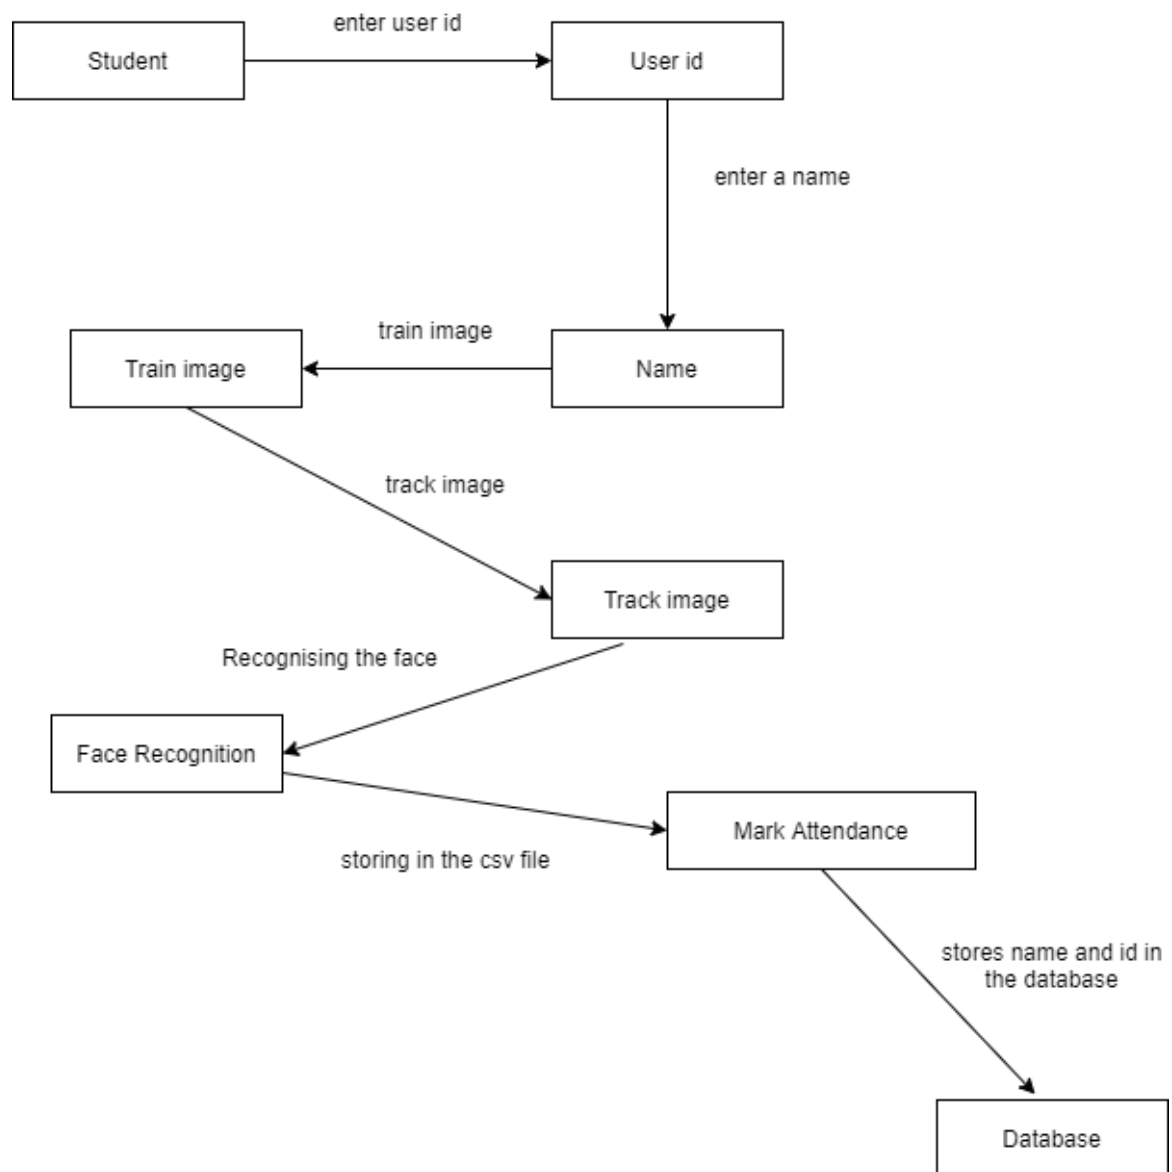 enter user id
Student
User id
enter a name
train image
Train image
Name
track image
Track image
Recognising the face
Face Recognition
Mark Attendance
storing in the csv file
stores name and id in
the database
Database